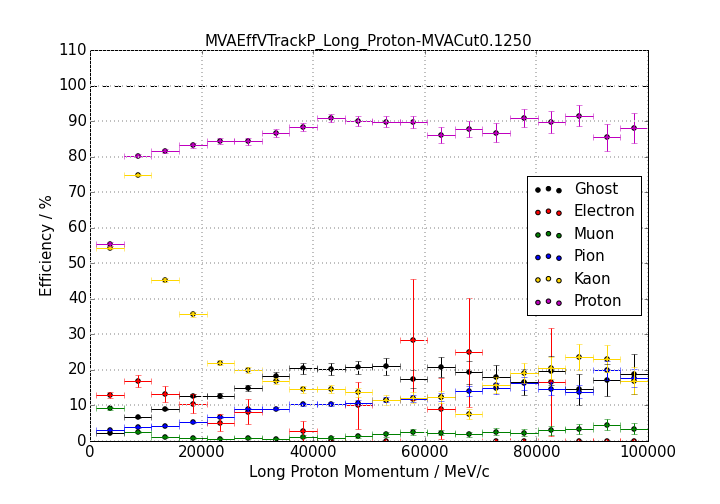 MVAEffVTrackP_Long_Proton-MVACut0.1250
110
100
90
80
70
60
50
40
30
20
10
0
Efficiency / %
Ghost
Electron
Muon
Pion
Kaon
Proton
0 20000 40000 60000 80000 100000
Long Proton Momentum / MeV/c